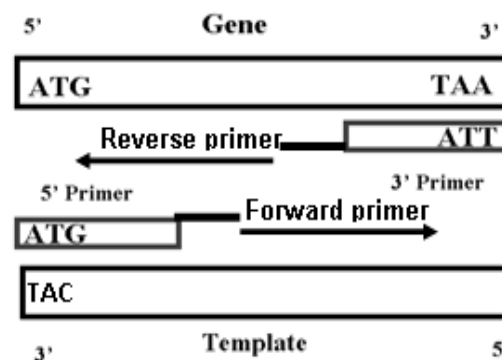 5' Gene 3'
ATG TAA
Reverse primer ATT
5' Primer 3' Primer
ATG Forward primer
TAC
3' Template 5